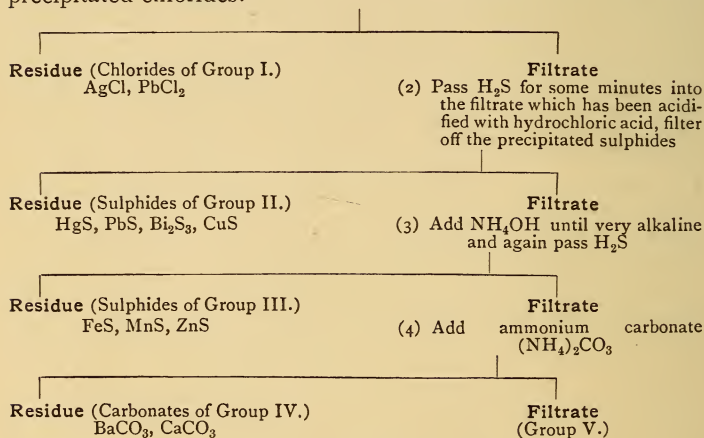 precipitated chlorides.
Residue (Chlorides of Group I.)
AgCl, PbCl₂
Filtrate
(2) Pass H₂S for some minutes into
the filtrate which has been acidi-
fied with hydrochloric acid, filter
off the precipitated sulphides
Residue (Sulphides of Group II.)
HgS, PbS, Bi₂S₃, CuS
Filtrate
(3) Add NH₄OH until very alkaline
and again pass H₂S
Residue (Sulphides of Group III.)
FeS, MnS, ZnS
Filtrate
(4) Add ammonium carbonate
(NH₄)₂CO₃
Residue (Carbonates of Group IV.)
BaCO₃, CaCO₃
Filtrate
(Group V.)